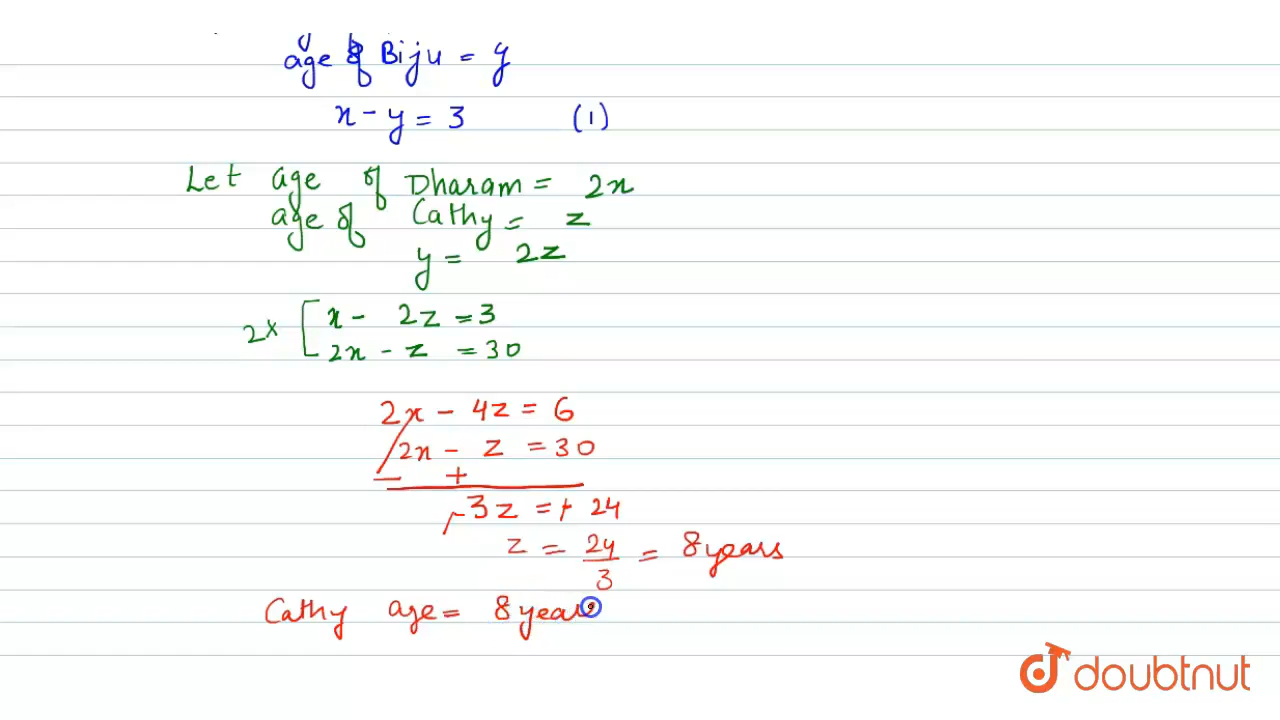 age of Biju = y
x - y = 3 (1)
Let age of Dharam = 2x
age of Cathy = z
y = 2z
2x [ x - 2z = 3
2x - z = 30
2x - 4z = 6
2x - z = 30
- +
-3z = + 24
z = 24/3 = 8 years
Cathy age = 8 years
doubtnut